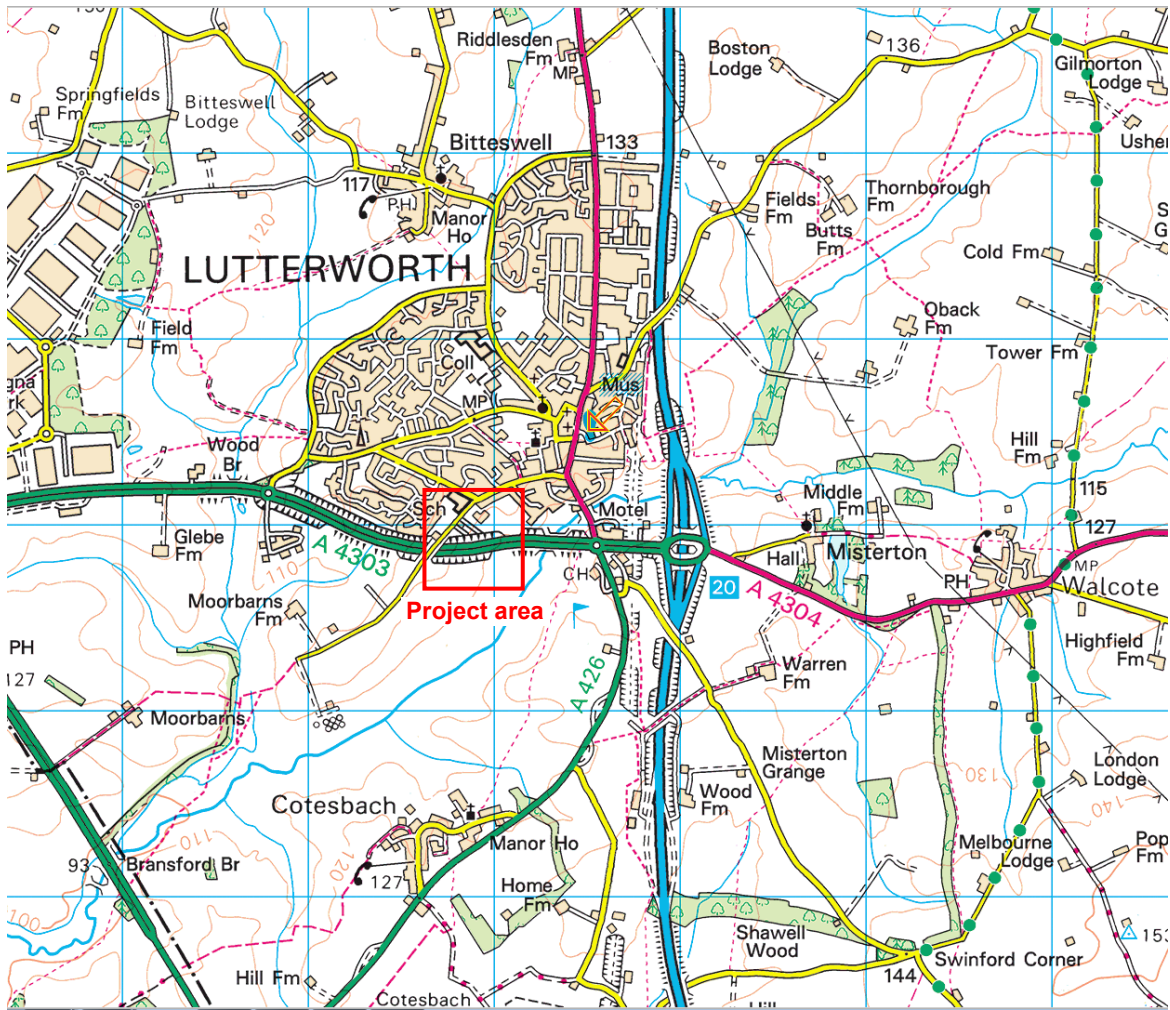 Riddlesden
Fm
MP
Boston
Lodge
136
Gilmorton
Lodge
Springfields
Fm
Bitteswell
Lodge
Bitteswell
133
Usher
117
PH
Manor
Ho
120
Fields
Fm
Thornborough
Fm
Butts
Fm
Cold Fm
LUTTERWORTH
Field
Fm
Oback
Fm
Tower Fm
Coll
Mus
MP
Wood
Br
Hill
Fm
115
Sch
Motel
Middle
Fm
127
Glebe
Fm
110
A 4303
Hall
Misterton
MP
CH
20
A 4304
PH
Walcote
Project area
Moorbarns
Fm
Highfield
Fm
PH
127
Warren
Fm
A 426
Moorbarns
Misterton
Grange
130
London
Lodge
140
Cotesbach
Wood
Fm
Manor Ho
Melbourne
Lodge
Pop
Fm
110
93
Bransford Br
120
127
Home
Fm
100
Shawell
Wood
153
Swinford Corner
144
Hill Fm
Cotesbach